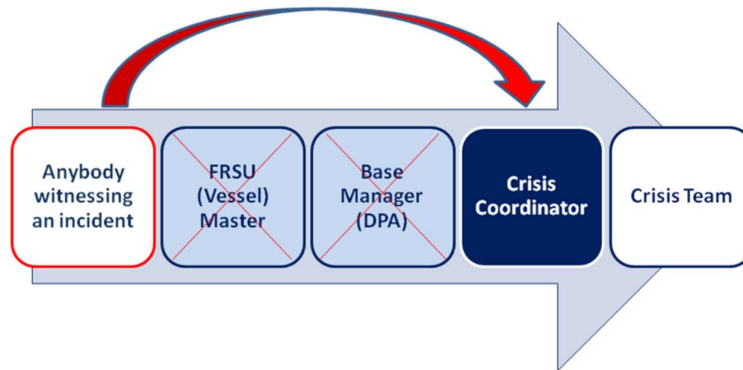 Anybody
witnessing
an incident
FRSU
(Vessel)
Master
Base
Manager
(DPA)
Crisis
Coordinator
Crisis Team